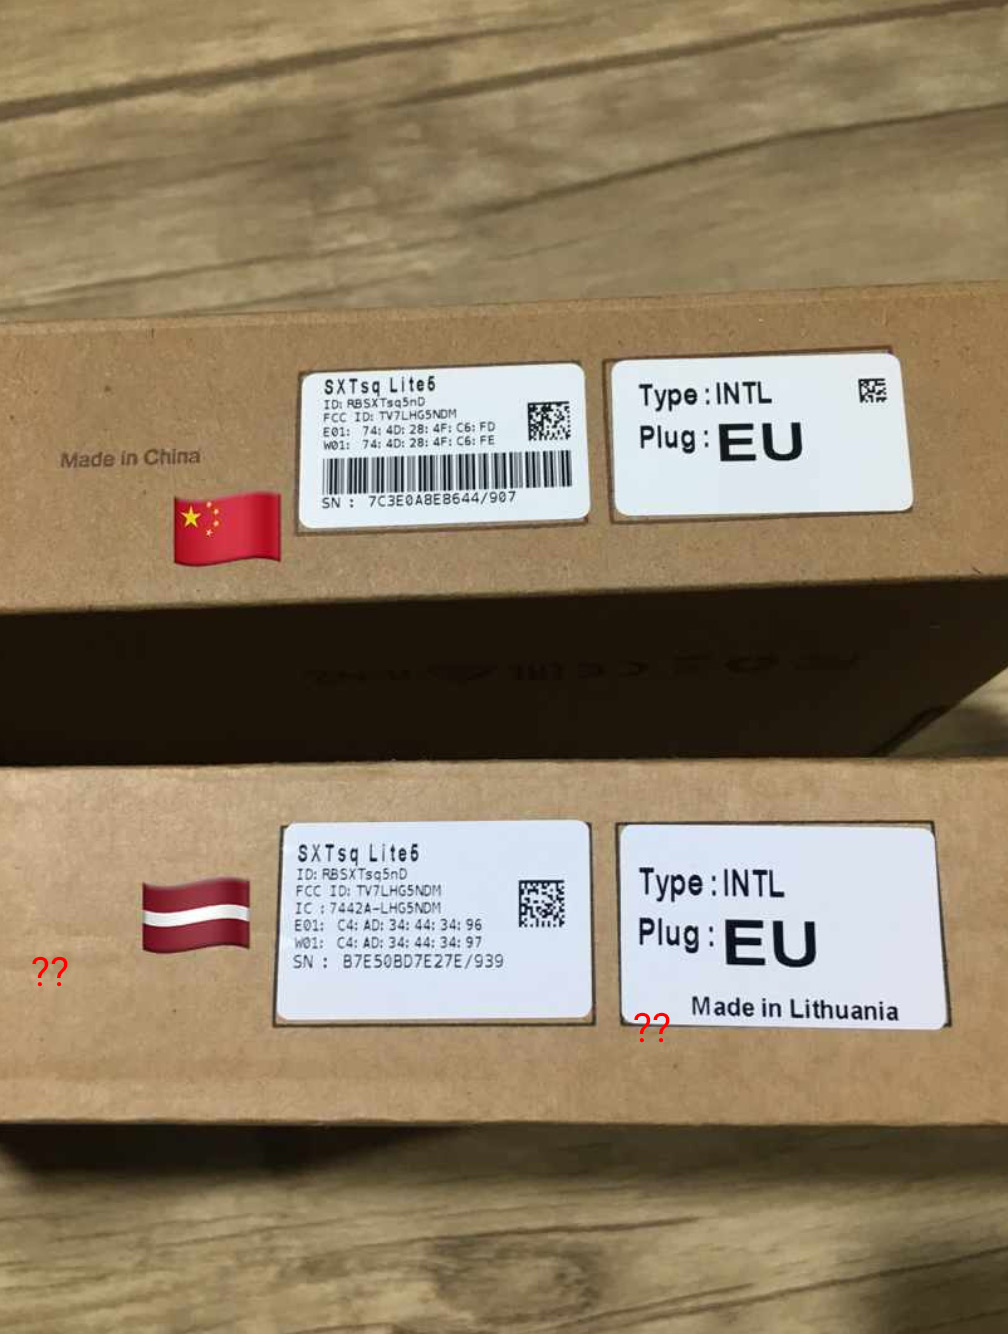 Made in China
SXTsq Lite5
ID: RBSXTsq5nD
FCC ID: TV7LHG5NDM
E01: 74: 4D: 28: 4F: C6: FD
W01: 74: 4D: 28: 4F: C6: FE
SN : 7C3E0A8E8644/907
Type : INTL
Plug : EU
SXTsq Lite5
ID: RBSXTsq5nD
FCC ID: TV7LHG5NDM
IC : 7442A-LHG5NDM
E01: C4: AD: 34: 44: 34: 96
W01: C4: AD: 34: 44: 34: 97
SN : B7E50BD7E27E/939
??
Type : INTL
Plug : EU
Made in Lithuania
??